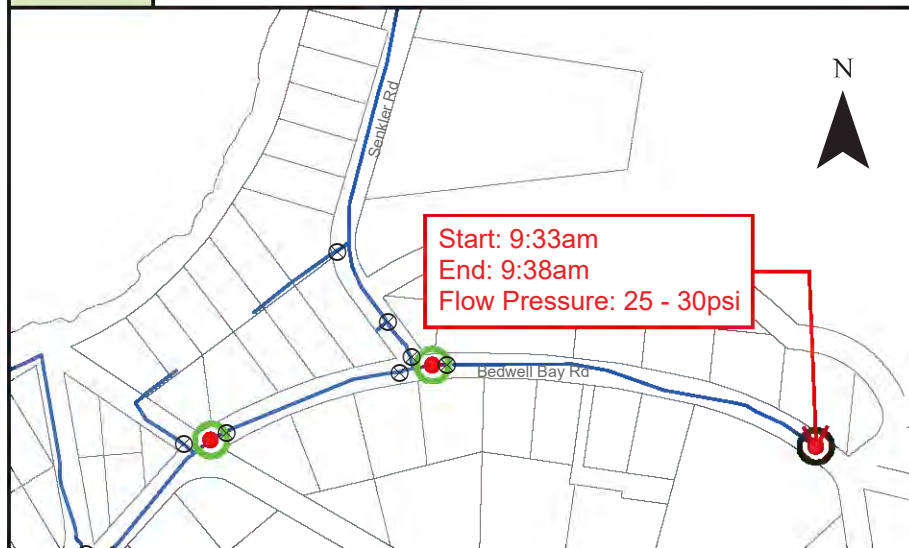 N
Senkler Rd
Start: 9:33am
End: 9:38am
Flow Pressure: 25 - 30psi
Bedwell Bay Rd